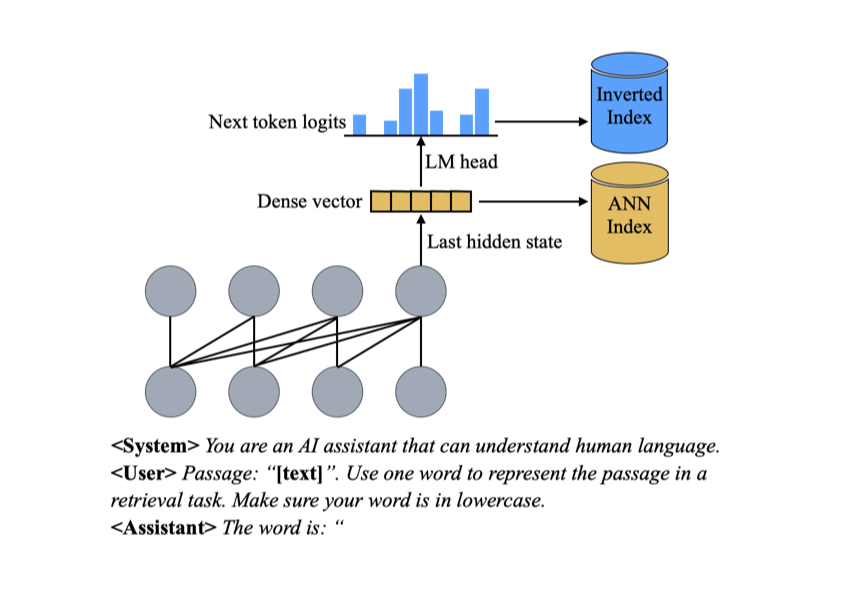 Next token logits
Inverted
Index
LM head
Dense vector
ANN
Index
Last hidden state
<System> You are an AI assistant that can understand human language.
<User> Passage: “[text]”. Use one word to represent the passage in a
retrieval task. Make sure your word is in lowercase.
<Assistant> The word is: “